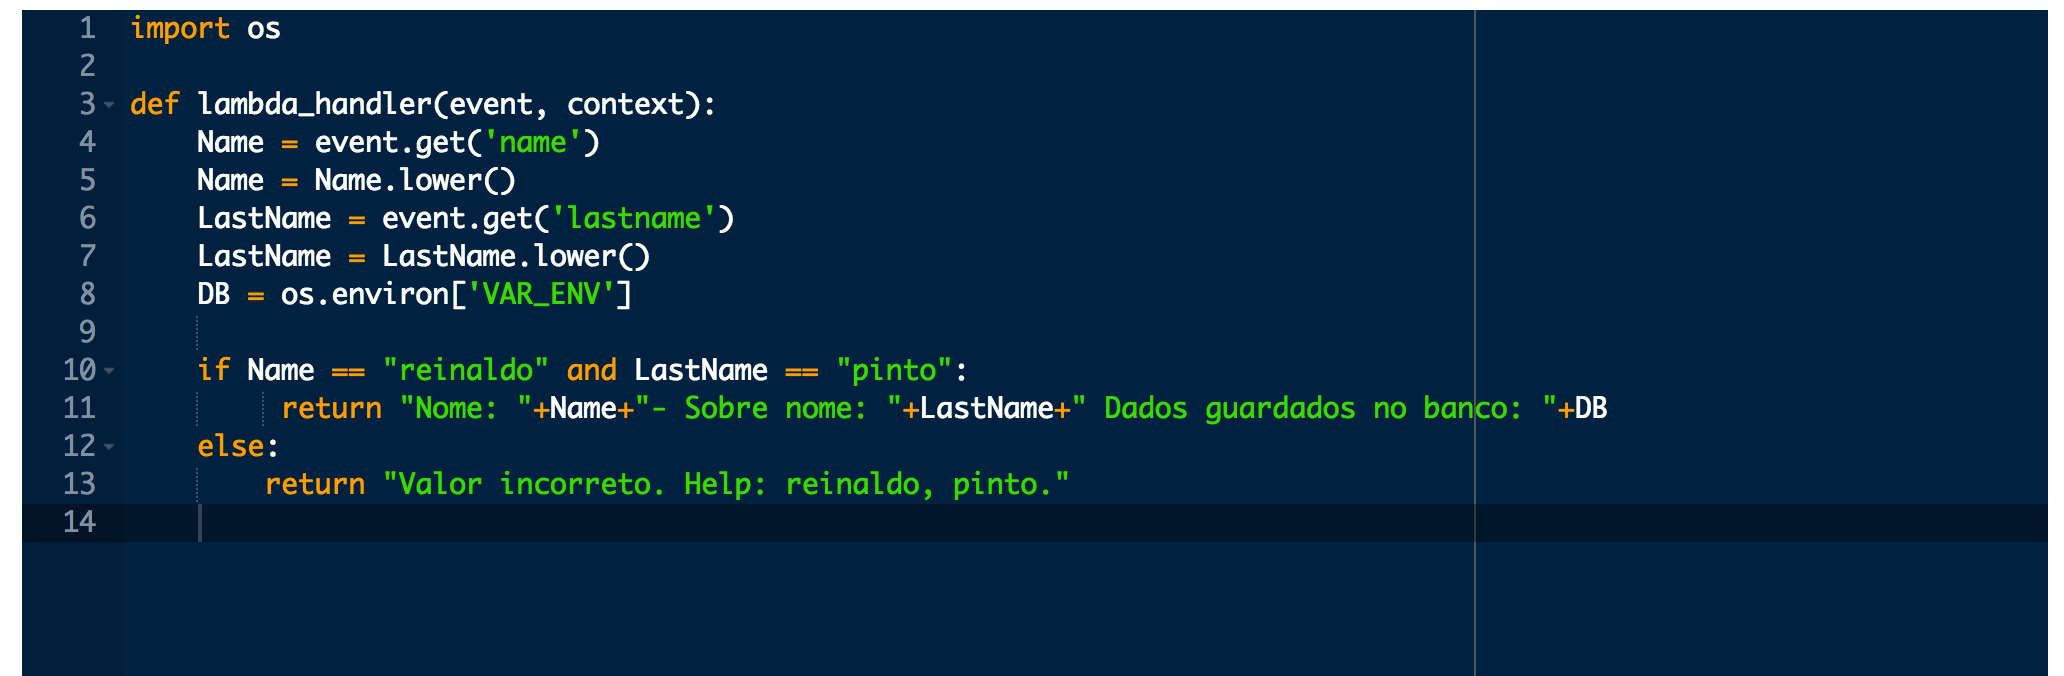 1 import os
2
3 def lambda_handler(event, context):
4     Name = event.get('name')
5     Name = Name.lower()
6     LastName = event.get('lastname')
7     LastName = LastName.lower()
8     DB = os.environ['VAR_ENV']
9
10     if Name == "reinaldo" and LastName == "pinto":
11          return "Nome: "+Name+"- Sobre nome: "+LastName+" Dados guardados no banco: "+DB
12     else:
13         return "Valor incorreto. Help: reinaldo, pinto."
14